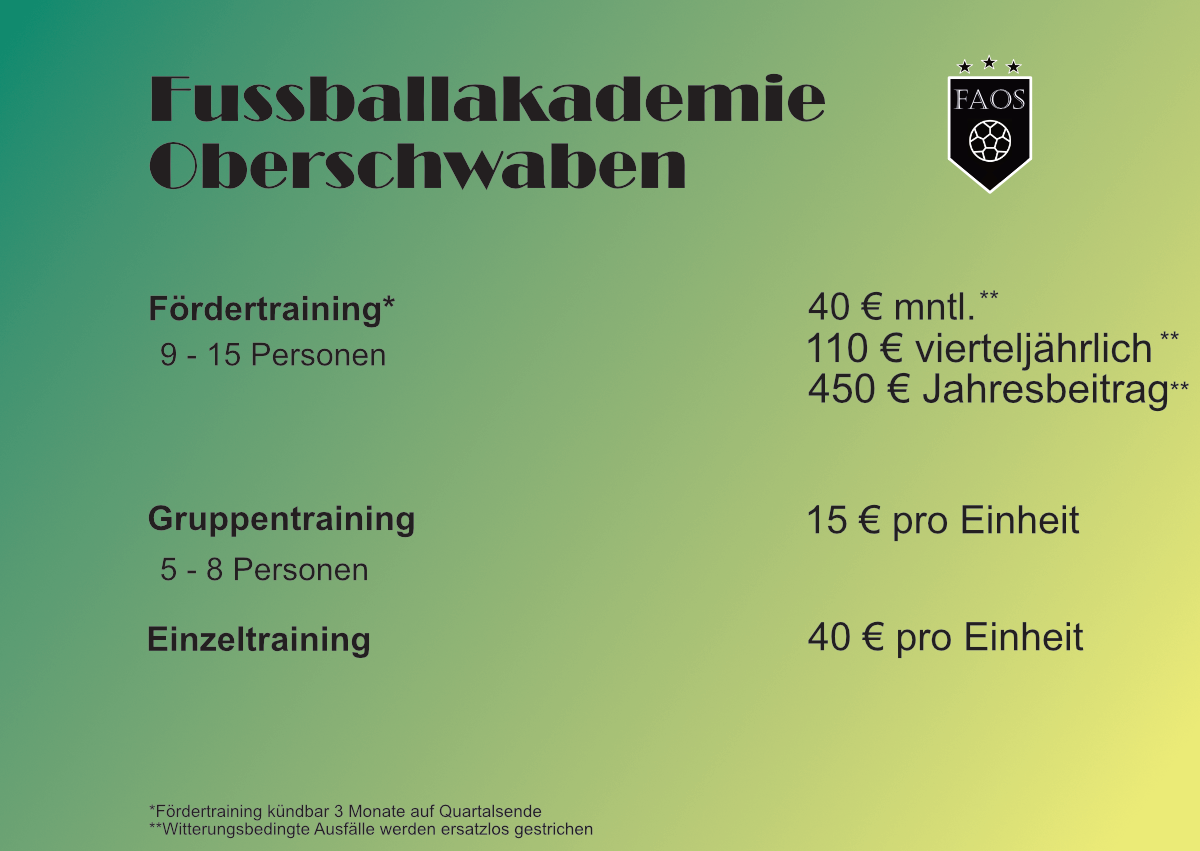 Fussballakademie
Oberschwaben
FAOS
Fördertraining*
40 € mntl.**
9 - 15 Personen
110 € vierteljährlich **
450 € Jahresbeitrag**
Gruppentraining
15 € pro Einheit
5 - 8 Personen
Einzeltraining
40 € pro Einheit
*Fördertraining kündbar 3 Monate auf Quartalsende
**Witterungsbedingte Ausfälle werden ersatzlos gestrichen